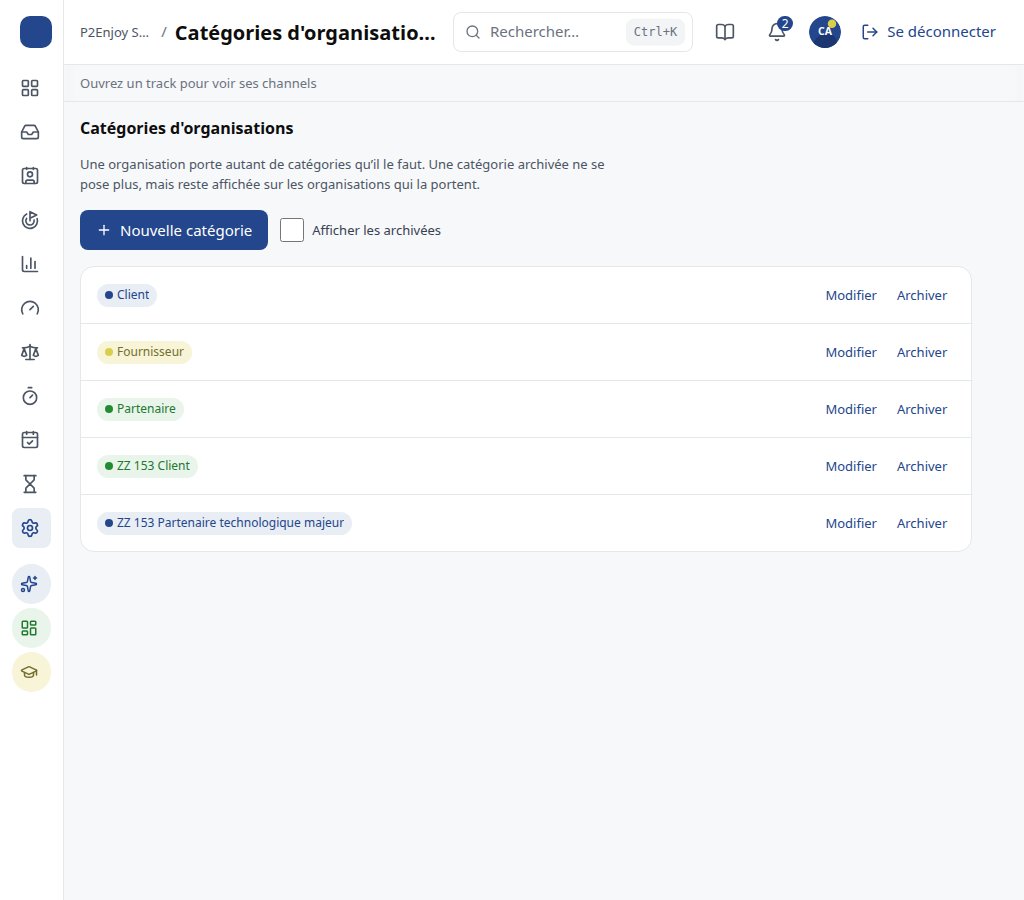 P2Enjoy S... / Catégories d'organisatio...
Rechercher...
Ctrl+K
2
CA
Se déconnecter
Ouvrez un track pour voir ses channels
Catégories d'organisations
Une organisation porte autant de catégories qu'il le faut. Une catégorie archivée ne se
pose plus, mais reste affichée sur les organisations qui la portent.
Nouvelle catégorie
Afficher les archivées
Client
Modifier
Archiver
Fournisseur
Modifier
Archiver
Partenaire
Modifier
Archiver
ZZ 153 Client
Modifier
Archiver
ZZ 153 Partenaire technologique majeur
Modifier
Archiver